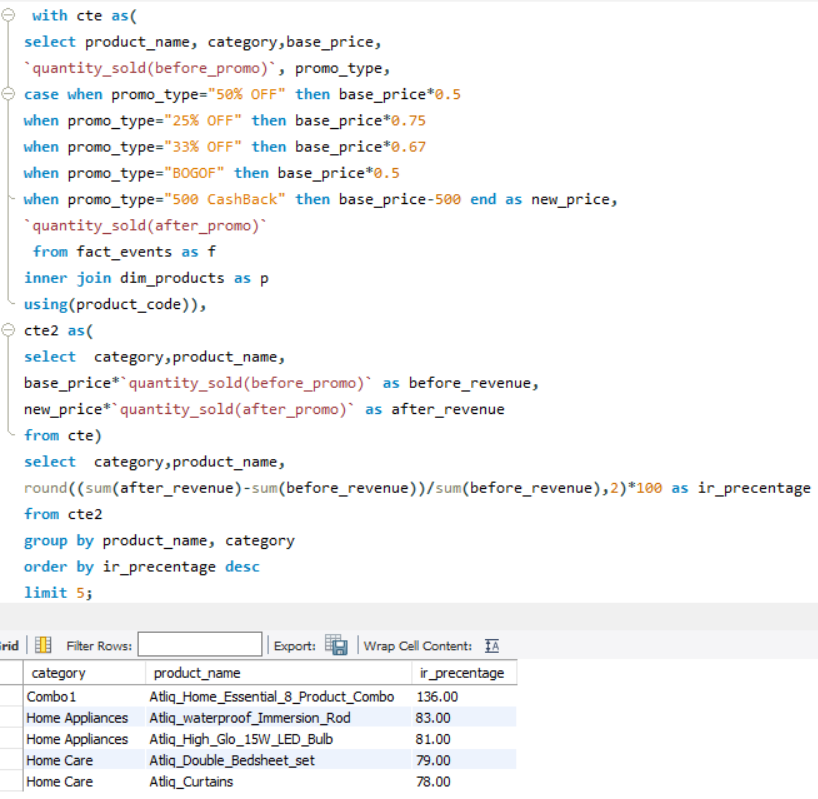 with cte as(
select product_name, category,base_price,
`quantity_sold(before_promo)`, promo_type,
case when promo_type="50% OFF" then base_price*0.5
when promo_type="25% OFF" then base_price*0.75
when promo_type="33% OFF" then base_price*0.67
when promo_type="BOGOF" then base_price*0.5
when promo_type="500 CashBack" then base_price-500 end as new_price,
`quantity_sold(after_promo)`
from fact_events as f
inner join dim_products as p
using(product_code)),
cte2 as(
select  category,product_name,
base_price*`quantity_sold(before_promo)` as before_revenue,
new_price*`quantity_sold(after_promo)` as after_revenue
from cte)
select  category,product_name,
round((sum(after_revenue)-sum(before_revenue))/sum(before_revenue),2)*100 as ir_precentage
from cte2
group by product_name, category
order by ir_precentage desc
limit 5;
rid Filter Rows: Export: Wrap Cell Content: IA
category product_name ir_precentage
Combo1 Atliq_Home_Essential_8_Product_Combo 136.00
Home Appliances Atliq_waterproof_Immersion_Rod 83.00
Home Appliances Atliq_High_Glo_15W_LED_Bulb 81.00
Home Care Atliq_Double_Bedsheet_set 79.00
Home Care Atliq_Curtains 78.00